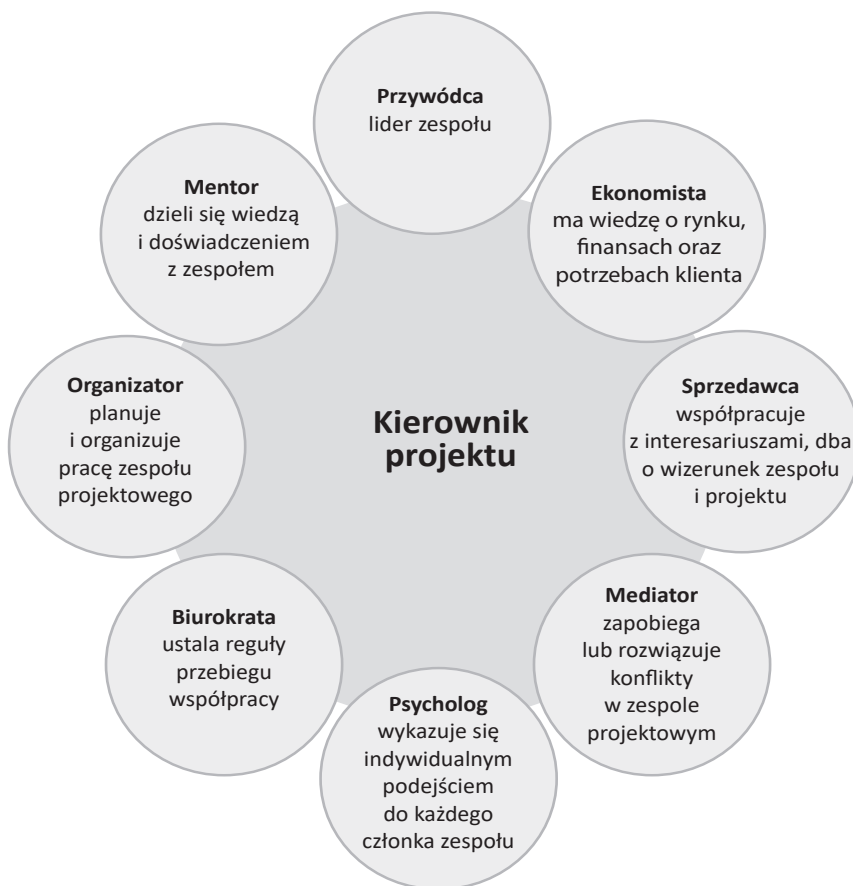 Przywódca
lider zespołu
Ekonomista
ma wiedzę o rynku,
finansach oraz
potrzebach klienta
Sprzedawca
współpracuje
z interesariuszami, dba
o wizerunek zespołu
i projektu
Mediator
zapobiega
lub rozwiązuje
konflikty
w zespole
projektowym
Psycholog
wykazuje się
indywidualnym
podejściem
do każdego
członka zespołu
Biurokrata
ustala reguły
przebiegu
współpracy
Organizator
planuje
i organizuje
pracę zespołu
projektowego
Mentor
dzieli się wiedzą
i doświadczeniem
z zespołem
Kierownik
projektu